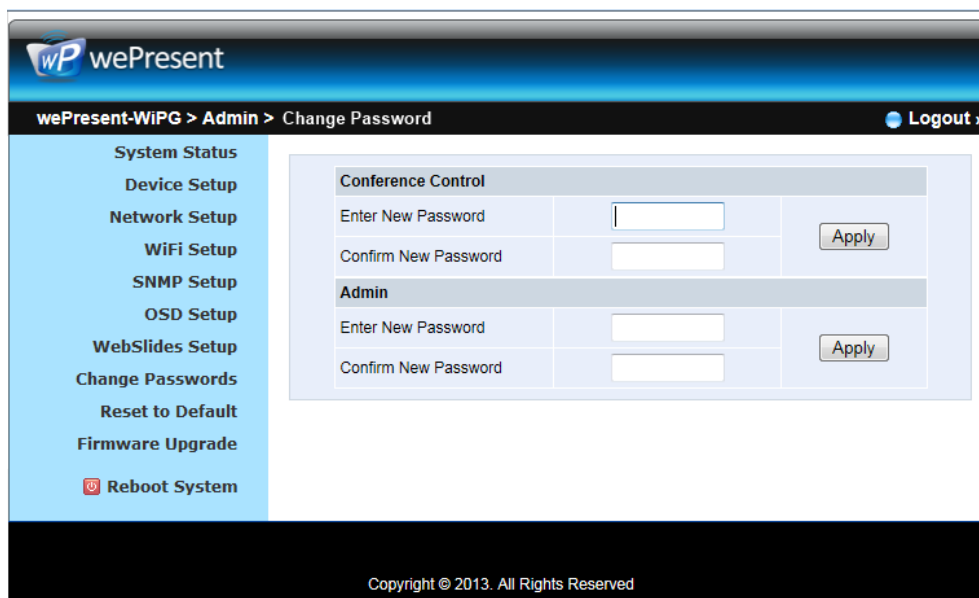 wP wePresent
wePresent-WiPG > Admin > Change Password
Logout »
System Status
Device Setup
Network Setup
WiFi Setup
SNMP Setup
OSD Setup
WebSlides Setup
Change Passwords
Reset to Default
Firmware Upgrade
Reboot System
Conference Control
Enter New Password
Confirm New Password
Apply
Admin
Enter New Password
Confirm New Password
Apply
Copyright © 2013. All Rights Reserved